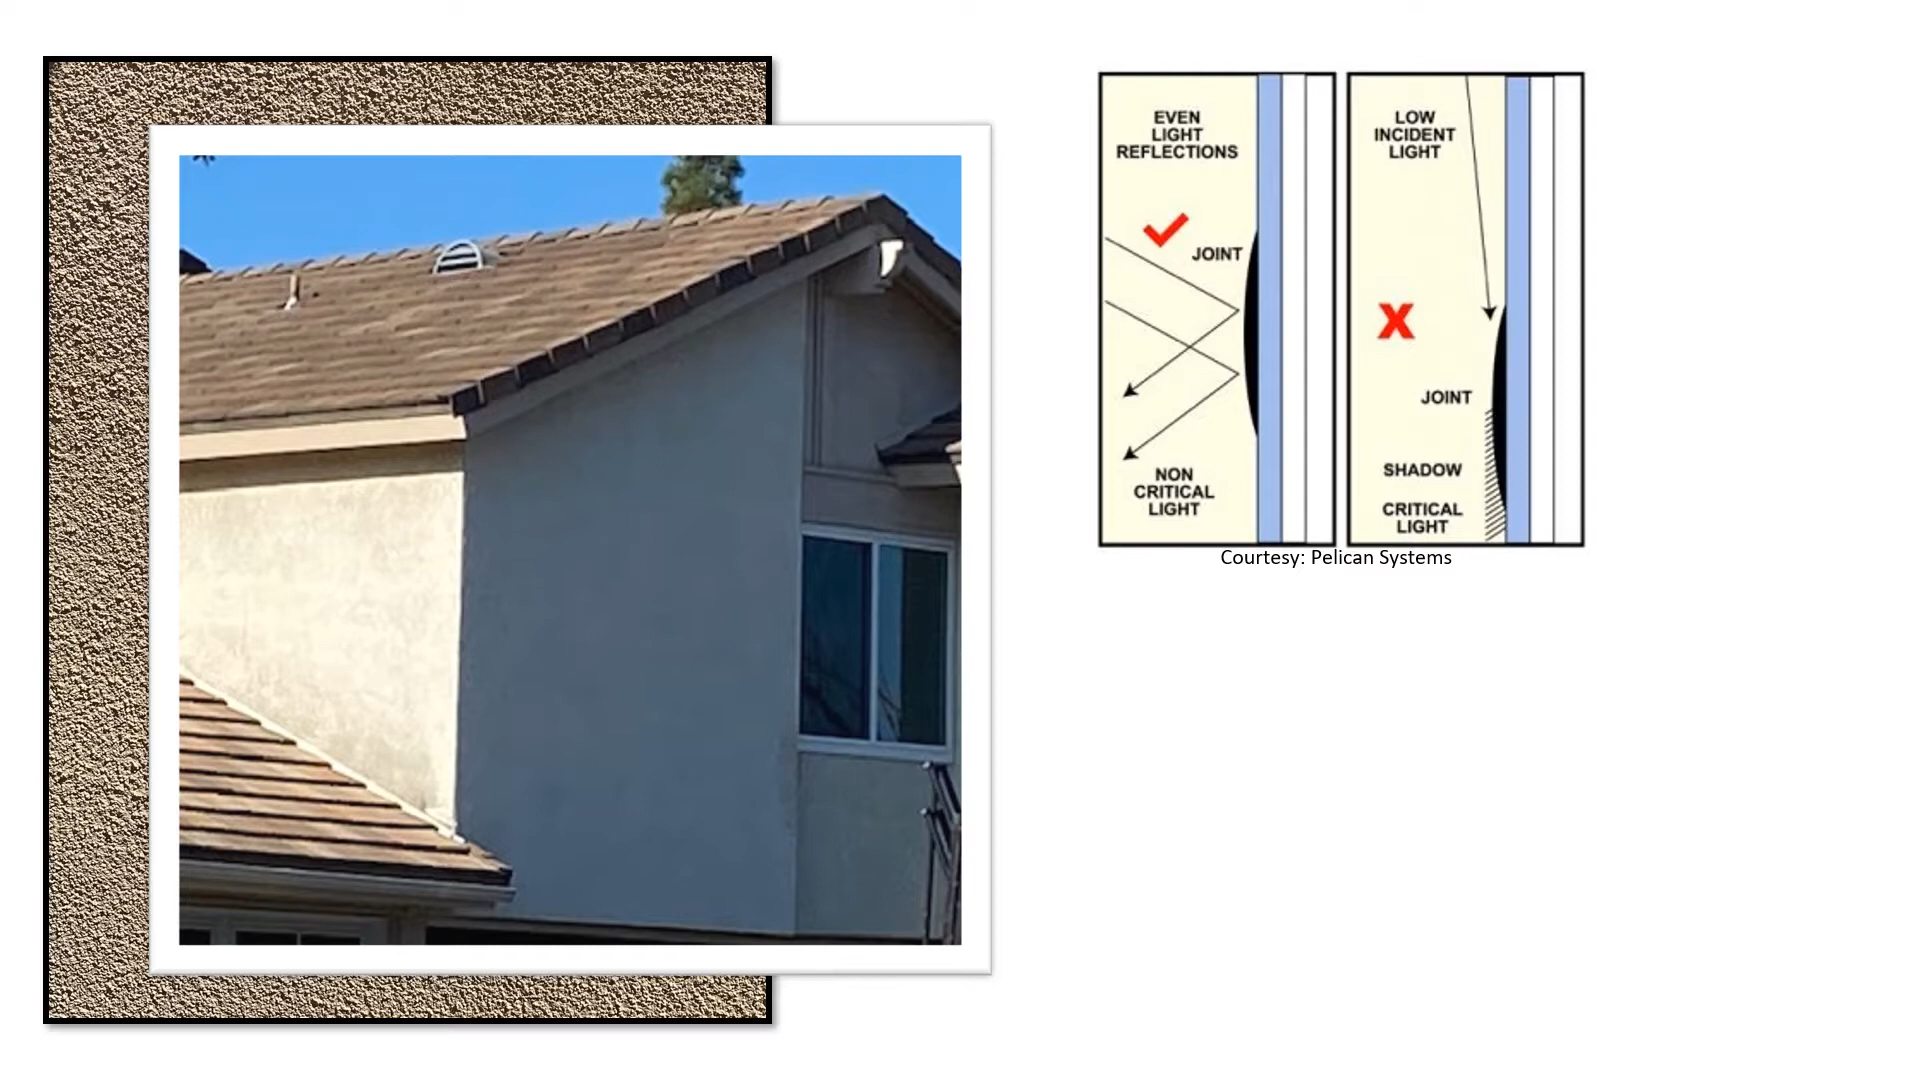 EVEN
LIGHT
REFLECTIONS
JOINT
NON
CRITICAL
LIGHT
LOW
INCIDENT
LIGHT
X
JOINT
SHADOW
CRITICAL
LIGHT
Courtesy: Pelican Systems